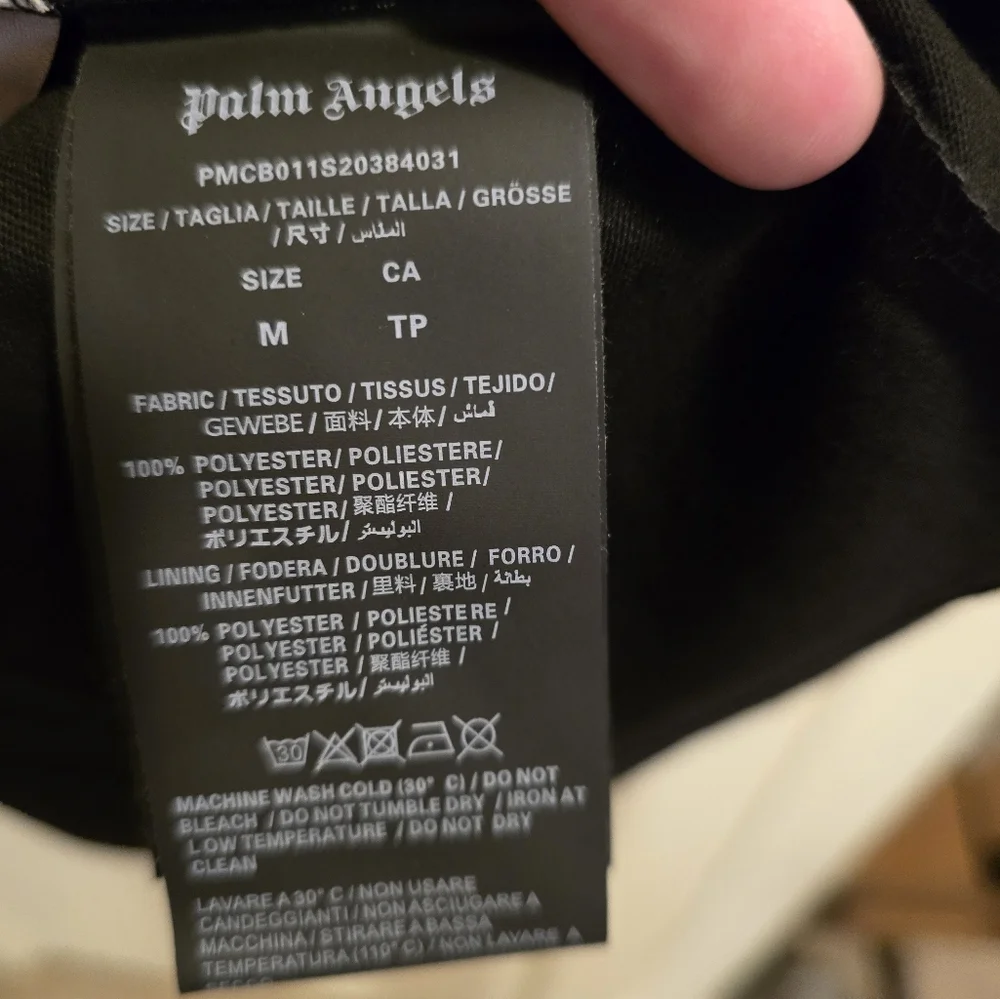 Palm Angels
PMCB011S20384031
SIZE / TAGLIA / TAILLE / TALLA / GRÖSSE
/ 尺寸 / المقاس
SIZE CA
M TP
FABRIC / TESSUTO / TISSUS / TEJIDO /
GEWEBE / 面料 / 本体 / قماش
100% POLYESTER / POLIESTERE /
POLYESTER / POLIESTER /
POLYESTER / 聚酯纤维 /
ポリエスチル / البوليستر
LINING / FODERA / DOUBLURE / FORRO /
INNENFUTTER / 里料 / 裏地 / بطانة
100% POLYESTER / POLIESTERE /
POLYESTER / POLIÉSTER /
POLYESTER / 聚酯纤维 /
ポリエスチル / البوليستر
30
MACHINE WASH COLD (30° C) / DO NOT
BLEACH / DO NOT TUMBLE DRY / IRON AT
LOW TEMPERATURE / DO NOT DRY
CLEAN
LAVARE A 30° C / NON USARE
CANDEGGIANTI / NON ASCIUGARE A
MACCHINA / STIRARE A BASSA
TEMPERATURA (110° C) / NON LAVARE A